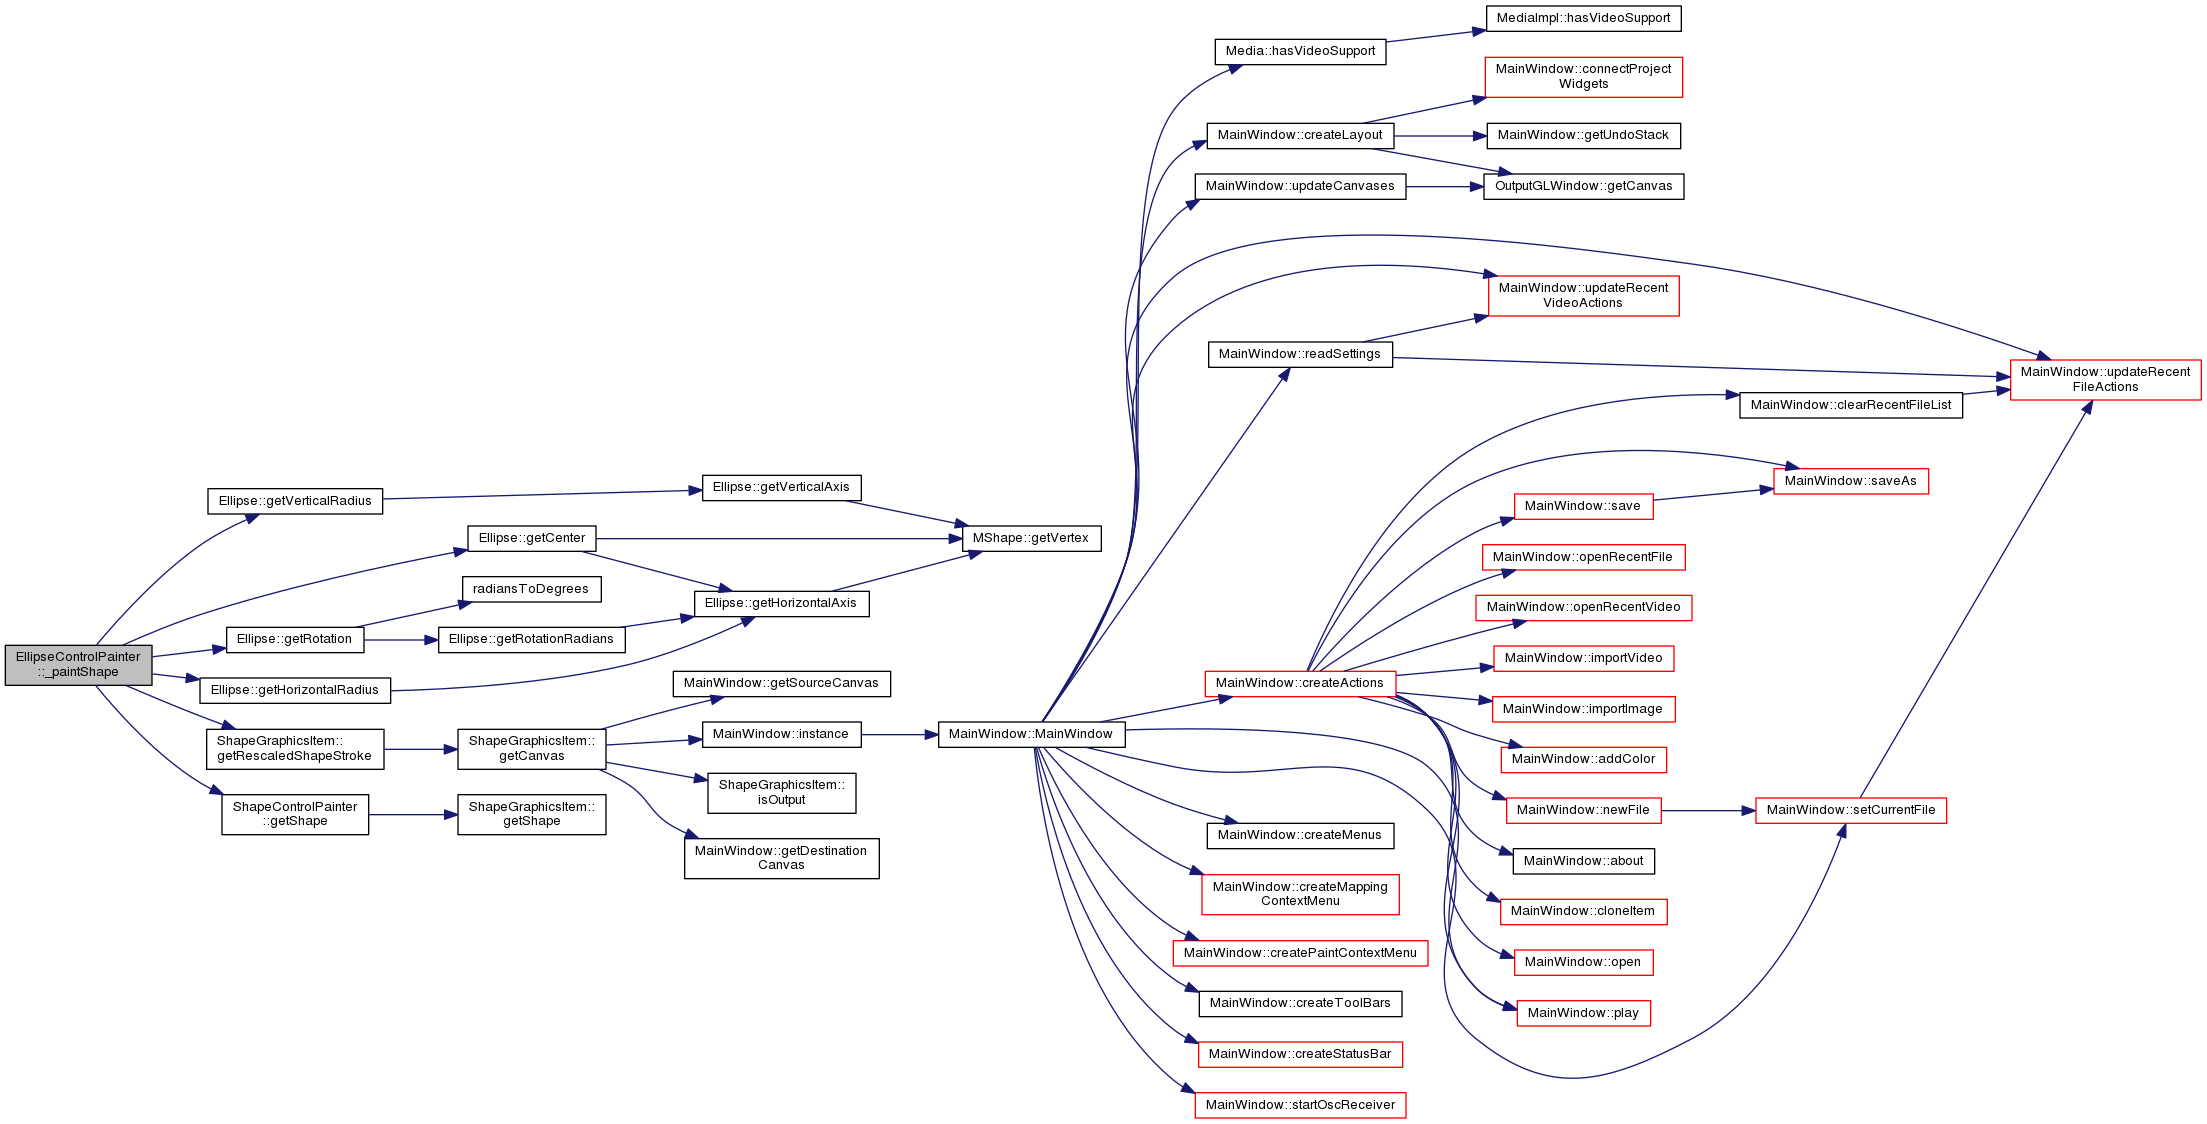 EllipseControlPainter
::_paintShape
Ellipse::getVerticalRadius
Ellipse::getCenter
radiansToDegrees
Ellipse::getRotation
Ellipse::getRotationRadians
Ellipse::getHorizontalRadius
ShapeGraphicsItem::
getRescaledShapeStroke
ShapeControlPainter
::getShape
ShapeGraphicsItem::
getCanvas
ShapeGraphicsItem::
getShape
Ellipse::getVerticalAxis
MShape::getVertex
Ellipse::getHorizontalAxis
MainWindow::getSourceCanvas
MainWindow::instance
ShapeGraphicsItem::
isOutput
MainWindow::getDestination
Canvas
MainWindow::MainWindow
Media::hasVideoSupport
MediaImpl::hasVideoSupport
MainWindow::createLayout
MainWindow::connectProject
Widgets
MainWindow::getUndoStack
MainWindow::updateCanvases
OutputGLWindow::getCanvas
MainWindow::updateRecent
VideoActions
MainWindow::readSettings
MainWindow::updateRecent
FileActions
MainWindow::clearRecentFileList
MainWindow::saveAs
MainWindow::save
MainWindow::openRecentFile
MainWindow::openRecentVideo
MainWindow::importVideo
MainWindow::createActions
MainWindow::importImage
MainWindow::addColor
MainWindow::newFile
MainWindow::setCurrentFile
MainWindow::createMenus
MainWindow::about
MainWindow::createMapping
ContextMenu
MainWindow::cloneItem
MainWindow::createPaintContextMenu
MainWindow::open
MainWindow::createToolBars
MainWindow::play
MainWindow::createStatusBar
MainWindow::startOscReceiver